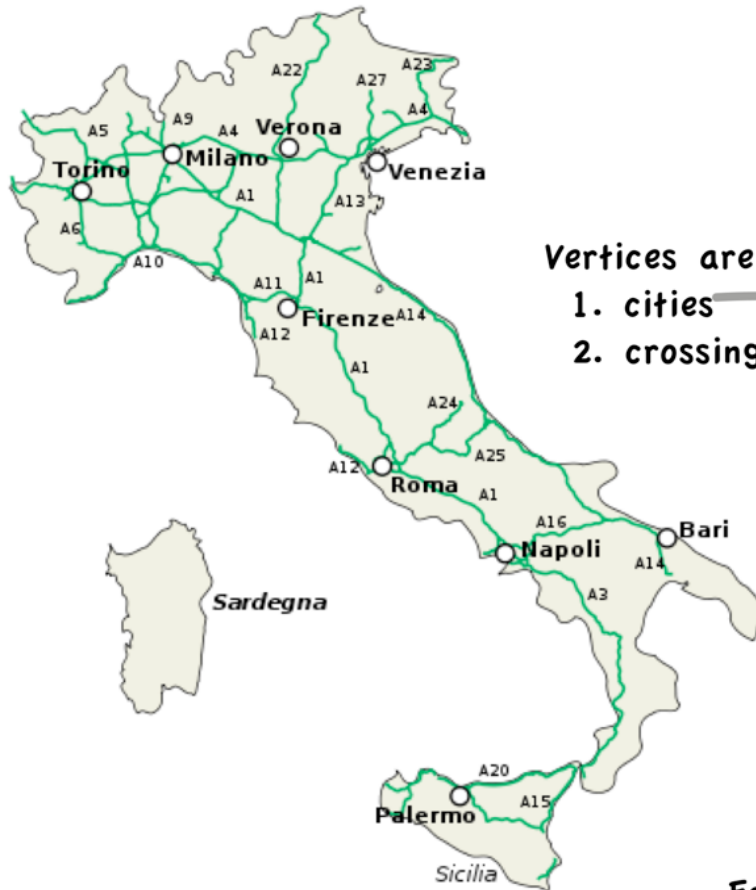 A23
A22
A27
A9
A4
A4
A5
Verona
Milano
Torino
Venezia
A1
A13
A6
Vertices are
A10
A11
A1
1. cities
Firenze
A14
A12
2. crossing
A1
A24
A25
A12
Roma
A1
A16
Bari
Napoli
A14
A3
Sardegna
A20
A15
Palermo
Sicilia